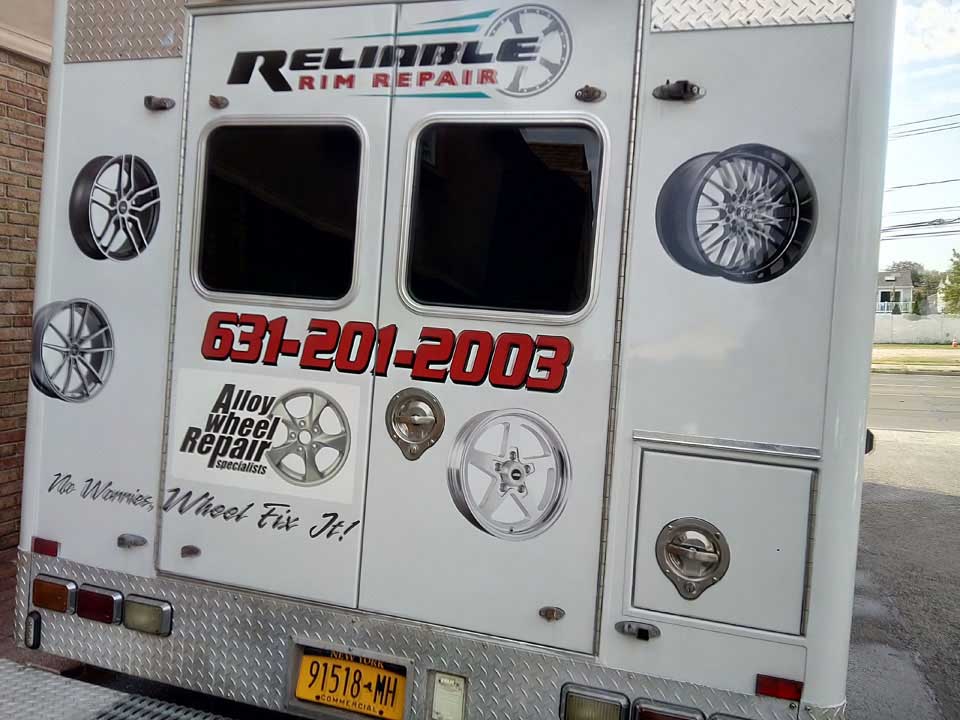 RELIABLE
RIM REPAIR
631-201-2003
Alloy
Wheel
Repair
specialists
No Worries, Wheel Fix It!
NEW YORK
91518-MH
COMMERCIAL